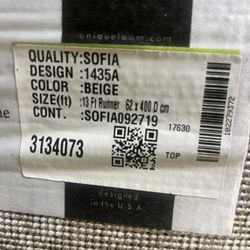 uniqueloom.com
QUALITY:SOFIA
DESIGN :1435A
COLOR :BEIGE
SIZE(ft) :13 Ft Runner 62 x 400 D cm
CONT. :SOFIA092719
17630
3134073
TOP
102279372
designed
in the U.S.A